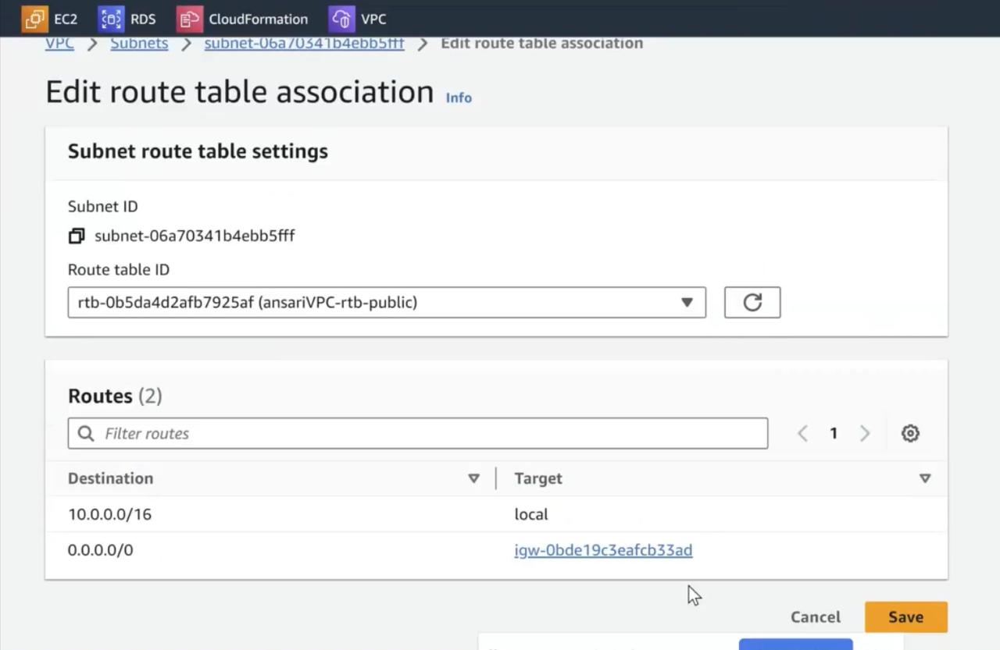 EC2 RDS CloudFormation VPC
VPC > Subnets > subnet-06a70341b4ebb5fff > Edit route table association
Edit route table association Info
Subnet route table settings
Subnet ID
subnet-06a70341b4ebb5fff
Route table ID
rtb-0b5da4d2afb7925af (ansariVPC-rtb-public)
Routes (2)
Filter routes
1
Destination Target
10.0.0.0/16 local
0.0.0.0/0 igw-0bde19c3eafcb33ad
Cancel Save